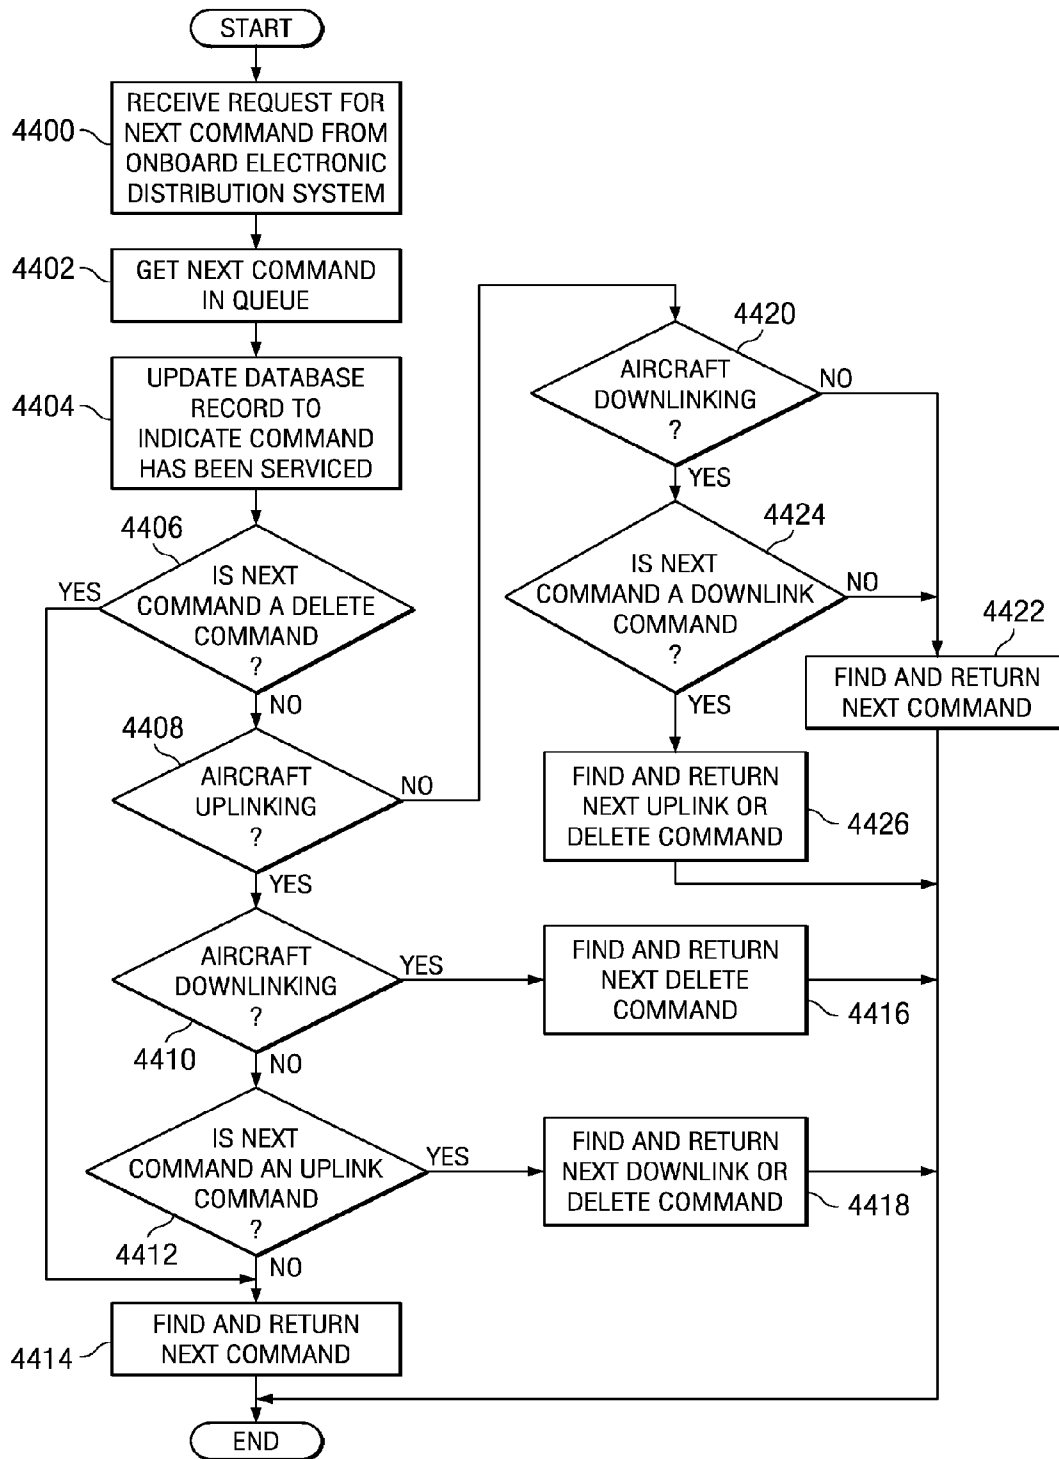 START
4400
RECEIVE REQUEST FOR
NEXT COMMAND FROM
ONBOARD ELECTRONIC
DISTRIBUTION SYSTEM
4402
GET NEXT COMMAND
IN QUEUE
4404
UPDATE DATABASE
RECORD TO
INDICATE COMMAND
HAS BEEN SERVICED
4406
YES
IS NEXT
COMMAND A DELETE
COMMAND
?
NO
4408
AIRCRAFT
UPLINKING
?
NO
YES
AIRCRAFT
DOWNLINKING
?
YES
4410
NO
IS NEXT
COMMAND AN UPLINK
COMMAND
?
YES
4412
NO
4414
FIND AND RETURN
NEXT COMMAND
END
4420
AIRCRAFT
DOWNLINKING
?
NO
YES
4424
IS NEXT
COMMAND A DOWNLINK
COMMAND
?
NO
YES
4422
FIND AND RETURN
NEXT COMMAND
FIND AND RETURN
NEXT UPLINK OR
DELETE COMMAND
4426
FIND AND RETURN
NEXT DELETE
COMMAND
4416
FIND AND RETURN
NEXT DOWNLINK OR
DELETE COMMAND
4418